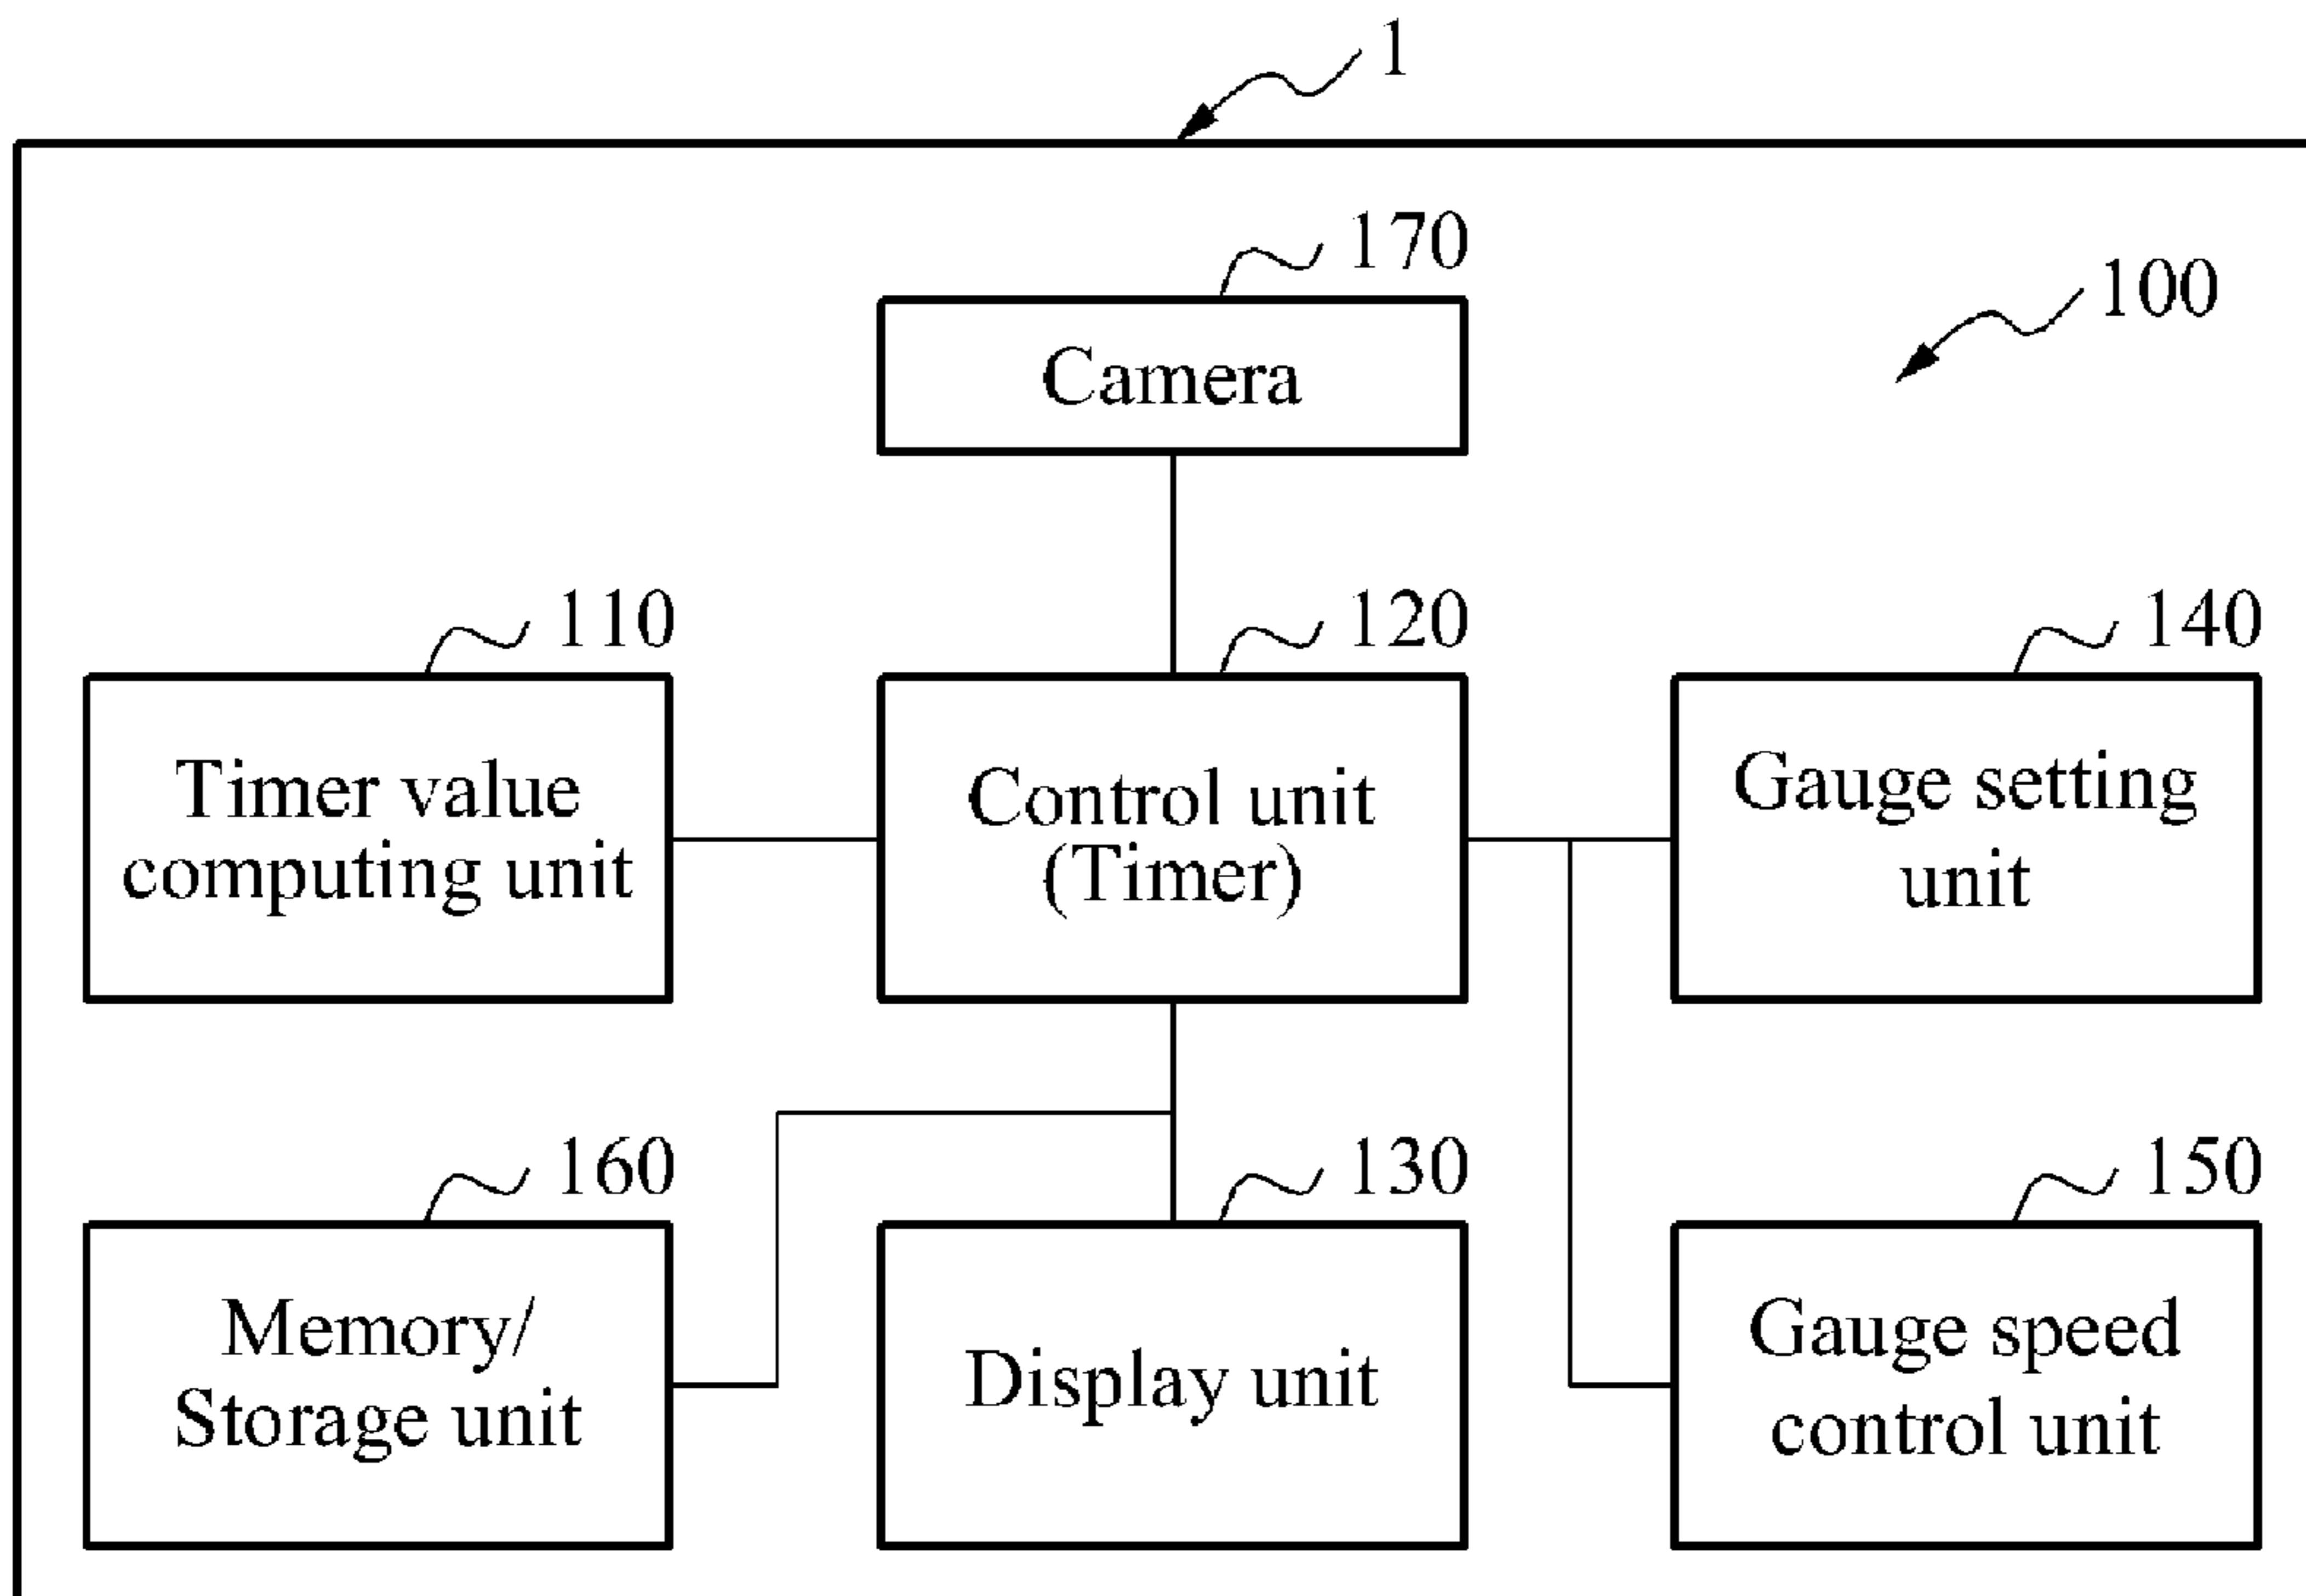 1
170
100
Camera
110
120
140
Timer value
computing unit
Control unit
(Timer)
Gauge setting
unit
160
130
150
Memory/
Storage unit
Display unit
Gauge speed
control unit